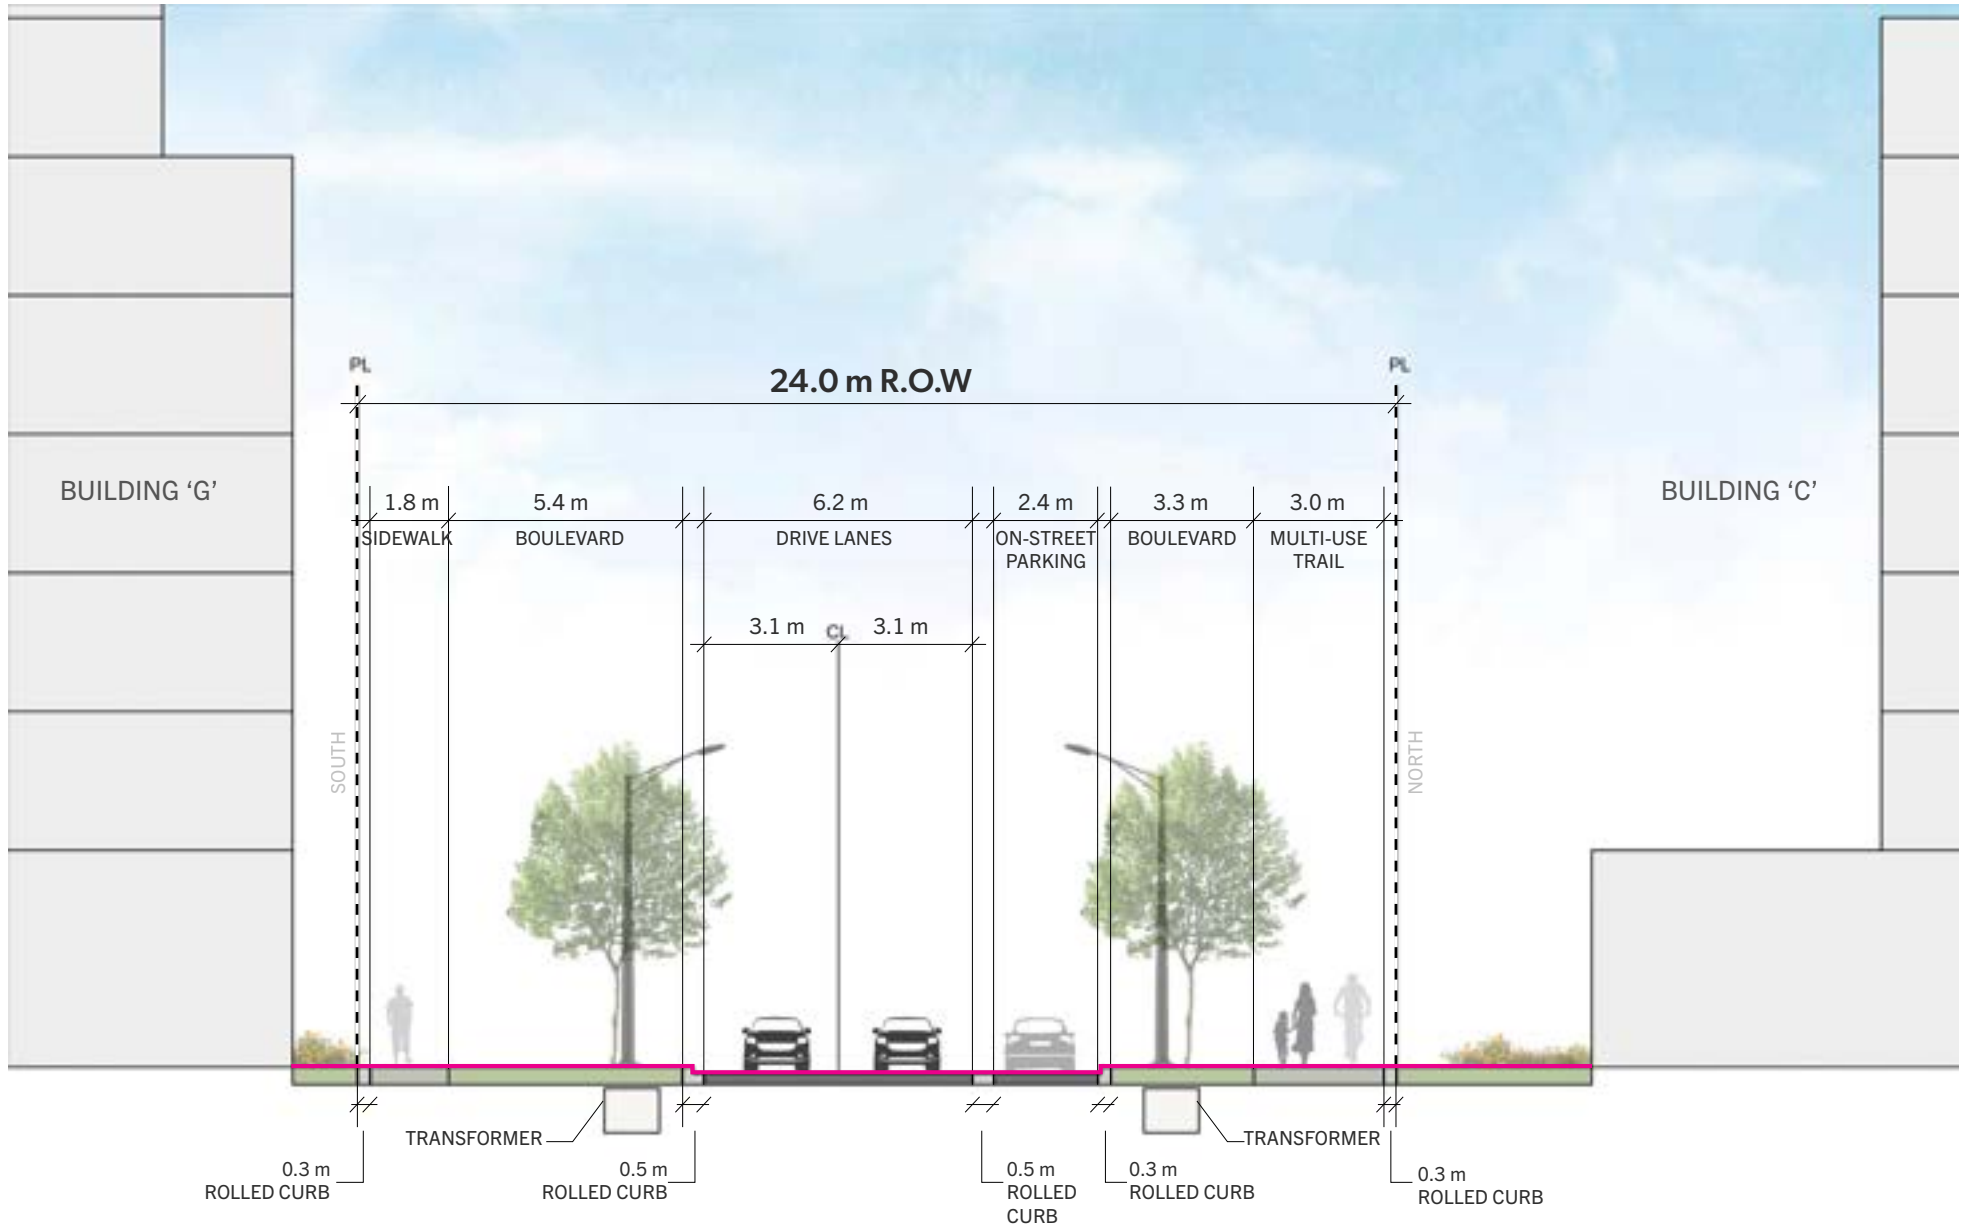 PL
PL
24.0 m R.O.W
BUILDING ‘G’
BUILDING ‘C’
1.8 m
5.4 m
6.2 m
2.4 m
3.3 m
3.0 m
SIDEWALK
BOULEVARD
DRIVE LANES
ON-STREET
PARKING
BOULEVARD
MULTI-USE
TRAIL
3.1 m
CL
3.1 m
SOUTH
NORTH
TRANSFORMER
TRANSFORMER
0.3 m
ROLLED CURB
0.5 m
ROLLED CURB
0.5 m
ROLLED
CURB
0.3 m
ROLLED CURB
0.3 m
ROLLED CURB